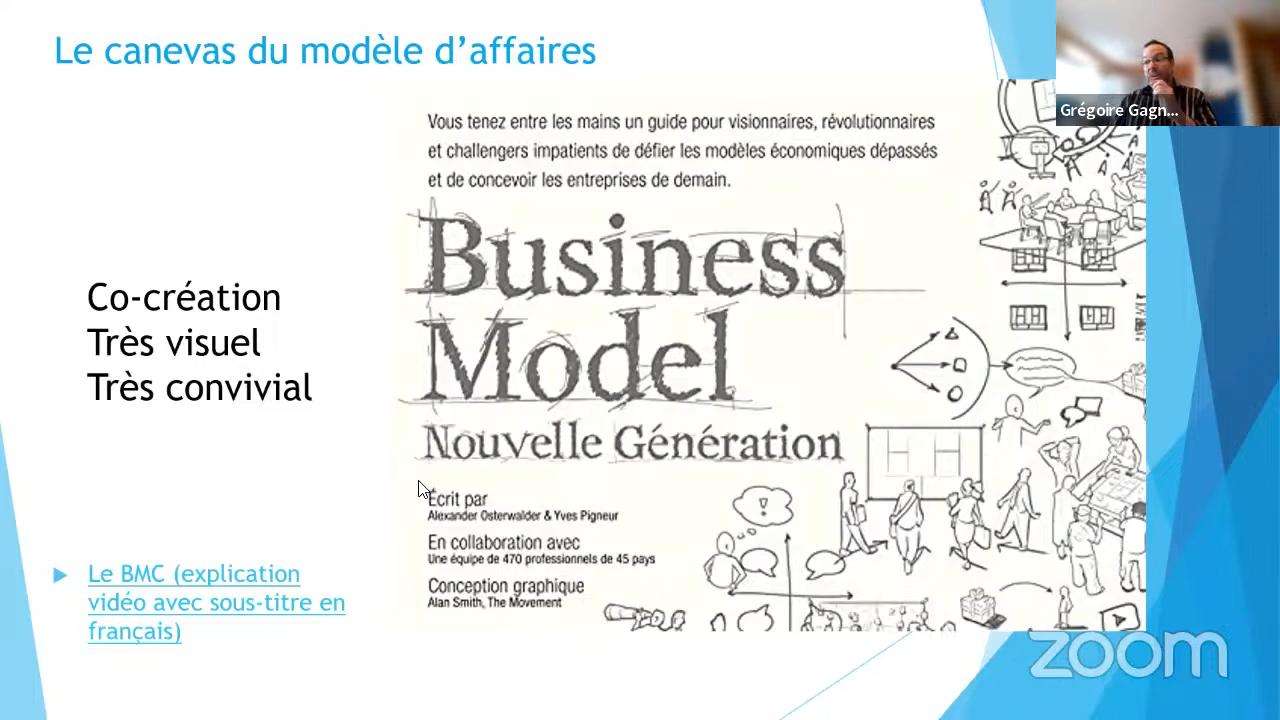 Le canevas du modèle d’affaires
Grégoire Gagn...
Vous tenez entre les mains un guide pour visionnaires, révolutionnaires
et challengers impatients de défier les modèles économiques dépassés
et de concevoir les entreprises de demain.
Business
Model
Nouvelle Génération
Co-création
Très visuel
Très convivial
Écrit par
Alexander Osterwalder & Yves Pigneur
En collaboration avec
Une équipe de 470 professionnels de 45 pays
Conception graphique
Alan Smith, The Movement
Le BMC (explication
vidéo avec sous-titre en
français)
zoom